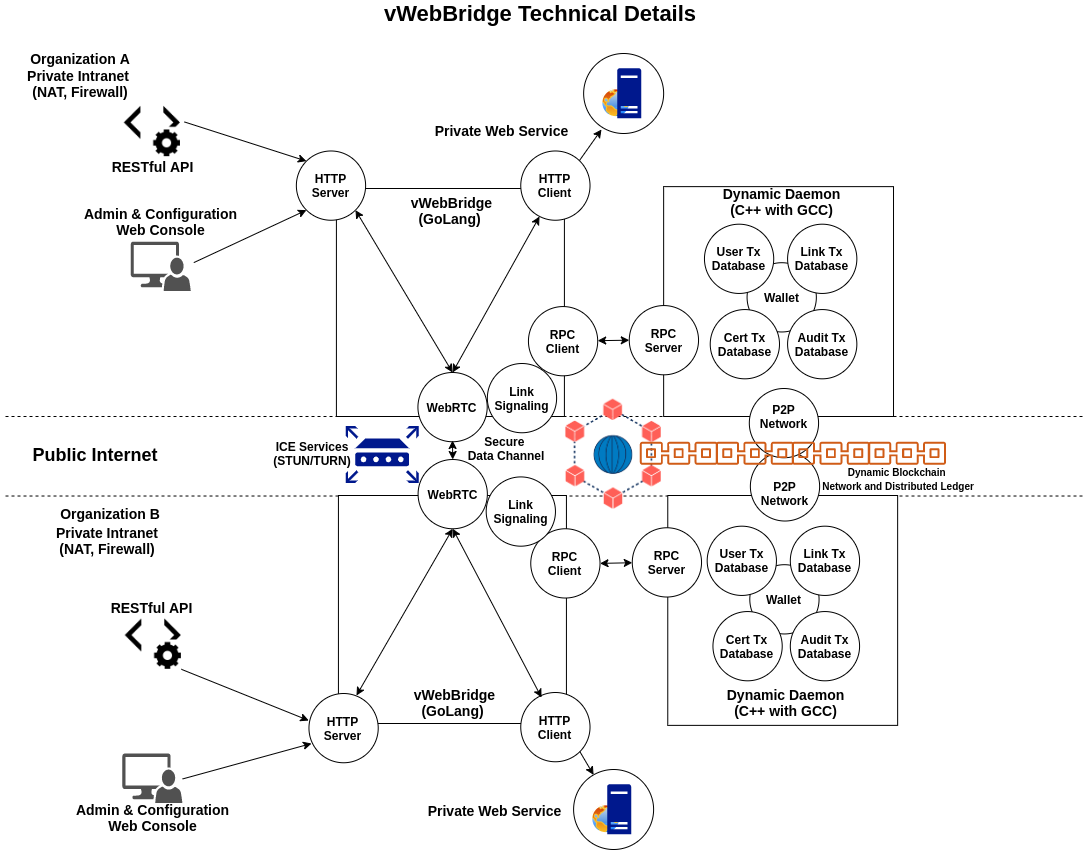 vWebBridge Technical Details
Organization A
Private Intranet
(NAT, Firewall)
RESTful API
Admin & Configuration
Web Console
HTTP
Server
vWebBridge
(GoLang)
Private Web Service
HTTP
Client
Dynamic Daemon
(C++ with GCC)
User Tx
Database
Link Tx
Database
Wallet
Cert Tx
Database
Audit Tx
Database
RPC
Client
RPC
Server
WebRTC
Link
Signaling
P2P
Network
Public Internet
ICE Services
(STUN/TURN)
Secure
Data Channel
Dynamic Blockchain
Network and Distributed Ledger
Organization B
Private Intranet
(NAT, Firewall)
WebRTC
Link
Signaling
P2P
Network
RPC
Client
RPC
Server
User Tx
Database
Link Tx
Database
Wallet
Cert Tx
Database
Audit Tx
Database
Dynamic Daemon
(C++ with GCC)
RESTful API
HTTP
Server
vWebBridge
(GoLang)
HTTP
Client
Admin & Configuration
Web Console
Private Web Service